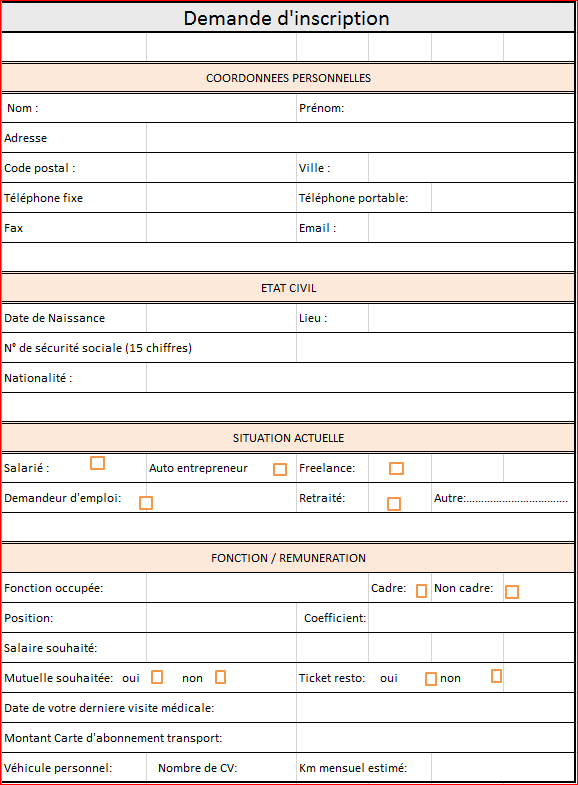 Demande d'inscription
COORDONNEES PERSONNELLES
Nom : Prénom:
Adresse
Code postal : Ville :
Téléphone fixe Téléphone portable:
Fax Email :
ETAT CIVIL
Date de Naissance Lieu :
N° de sécurité sociale (15 chiffres)
Nationalité :
SITUATION ACTUELLE
Salarié : Auto entrepreneur Freelance:
Demandeur d'emploi: Retraité: Autre:.................................
FONCTION / REMUNERATION
Fonction occupée: Cadre: Non cadre:
Position: Coefficient:
Salaire souhaité:
Mutuelle souhaitée: oui non Ticket resto: oui non
Date de votre derniere visite médicale:
Montant Carte d'abonnement transport:
Véhicule personnel: Nombre de CV: Km mensuel estimé: